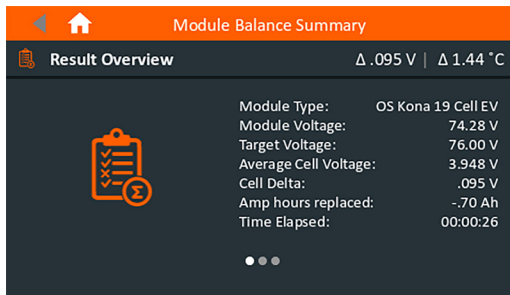 Module Balance Summary
Result Overview Δ .095 V | Δ 1.44 °C
Module Type: OS Kona 19 Cell EV
Module Voltage: 74.28 V
Target Voltage: 76.00 V
Average Cell Voltage: 3.948 V
Cell Delta: .095 V
Amp hours replaced: -.70 Ah
Time Elapsed: 00:00:26
Σ